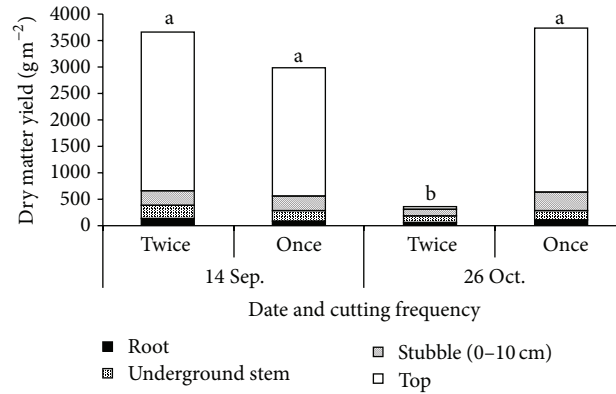 Dry matter yield (g m−2)
4000
3500
3000
2500
2000
1500
1000
500
0
a
a
b
a
Twice
Once
Twice
Once
14 Sep.
26 Oct.
Date and cutting frequency
Root
Underground stem
Stubble (0–10 cm)
Top